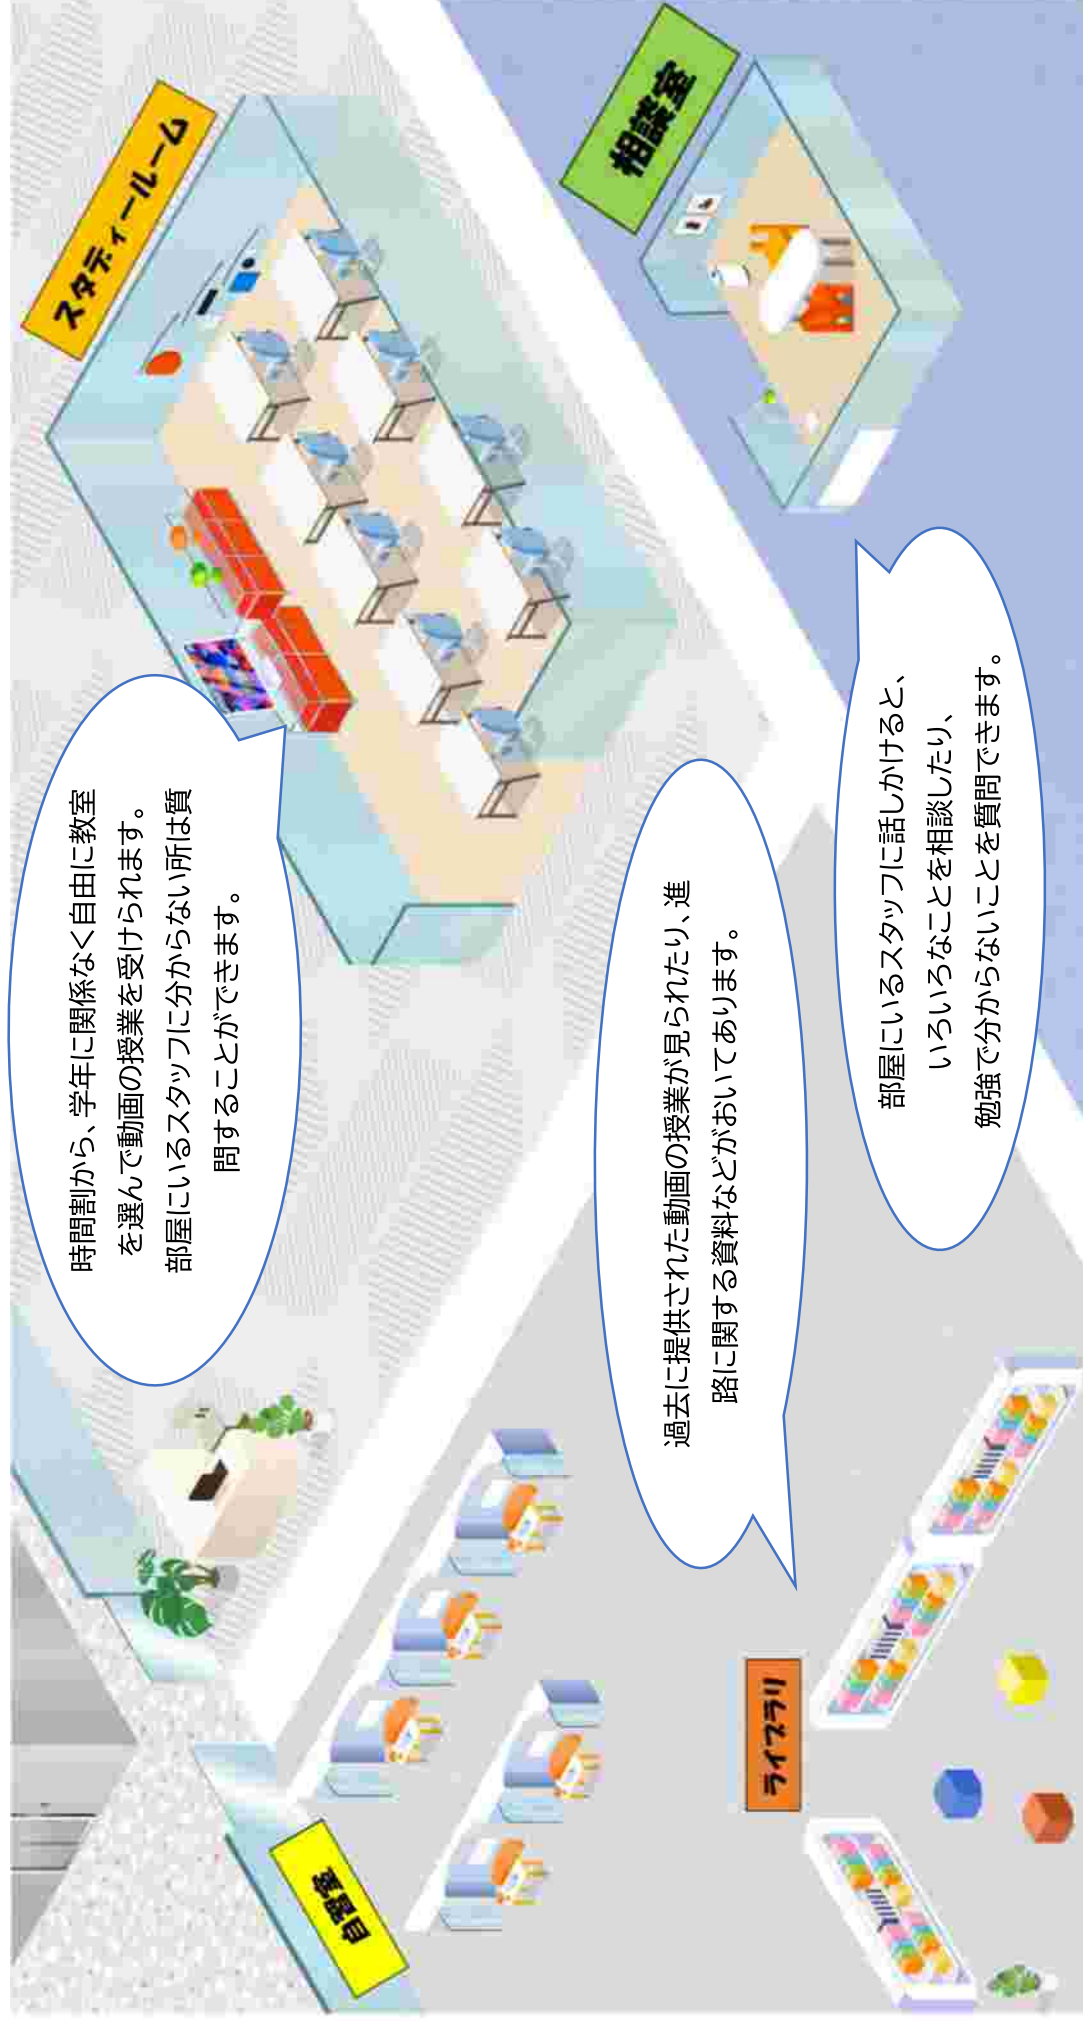 スタディールーム
時間割から、学年に関係なく自由に教室
を選んで動画の授業を受けられます。
部屋にいるスタッフに分からない所は質
問することができます。
相談室
部屋にいるスタッフに話しかけると、
いろいろなことを相談したり、
勉強で分からないことを質問できます。
過去に提供された動画の授業が見られたり、進
路に関する資料などがおいてあります。
自習室
ライブラリ